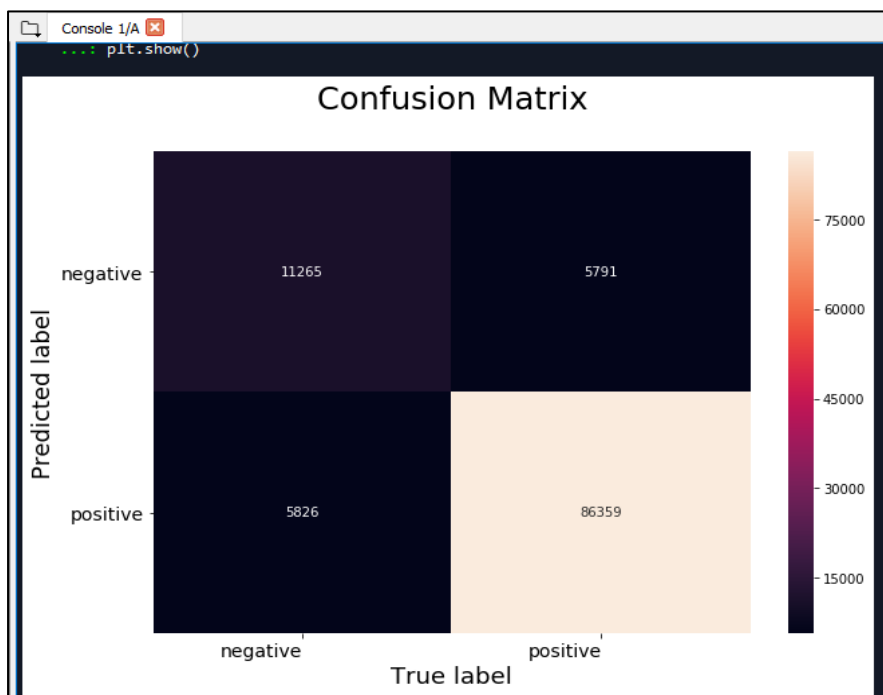 Console 1/A
...: plt.show()
Confusion Matrix
negative
11265
5791
positive
5826
86359
Predicted label
negative
positive
True label
75000
60000
45000
30000
15000